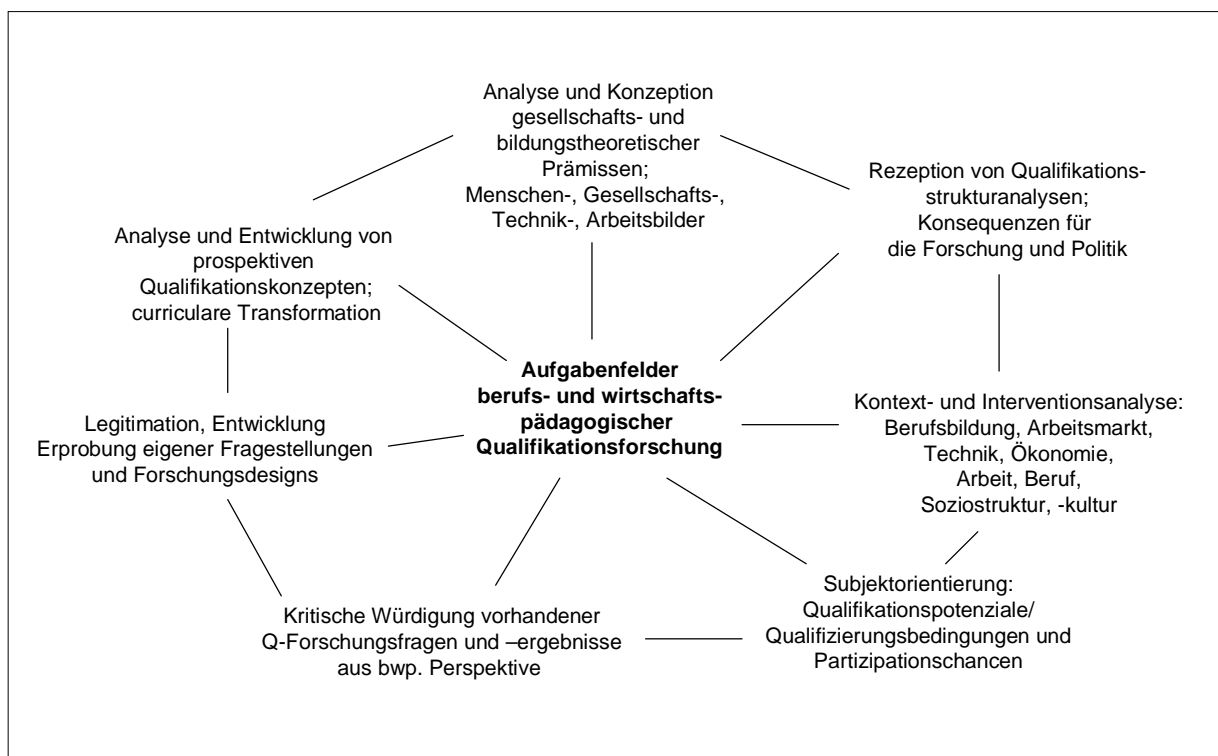 Analyse und Konzeption
gesellschafts- und
bildungstheoretischer
Prämissen;
Menschen-, Gesellschafts-,
Technik-, Arbeitsbilder
Rezeption von Qualifikations-
strukturanalysen;
Konsequenzen für
die Forschung und Politik
Analyse und Entwicklung von
prospektiven
Qualifikationskonzepten;
curriculare Transformation
Aufgabenfelder
berufs- und wirtschafts-
pädagogischer
Qualifikationsforschung
Legitimation, Entwicklung
Erprobung eigener Fragestellungen
und Forschungsdesigns
Kontext- und Interventionsanalyse:
Berufsbildung, Arbeitsmarkt,
Technik, Ökonomie,
Arbeit, Beruf,
Soziostruktur, -kultur
Kritische Würdigung vorhandener
Q-Forschungsfragen und –ergebnisse
aus bwp. Perspektive
Subjektorientierung:
Qualifikationspotenziale/
Qualifizierungsbedingungen und
Partizipationschancen